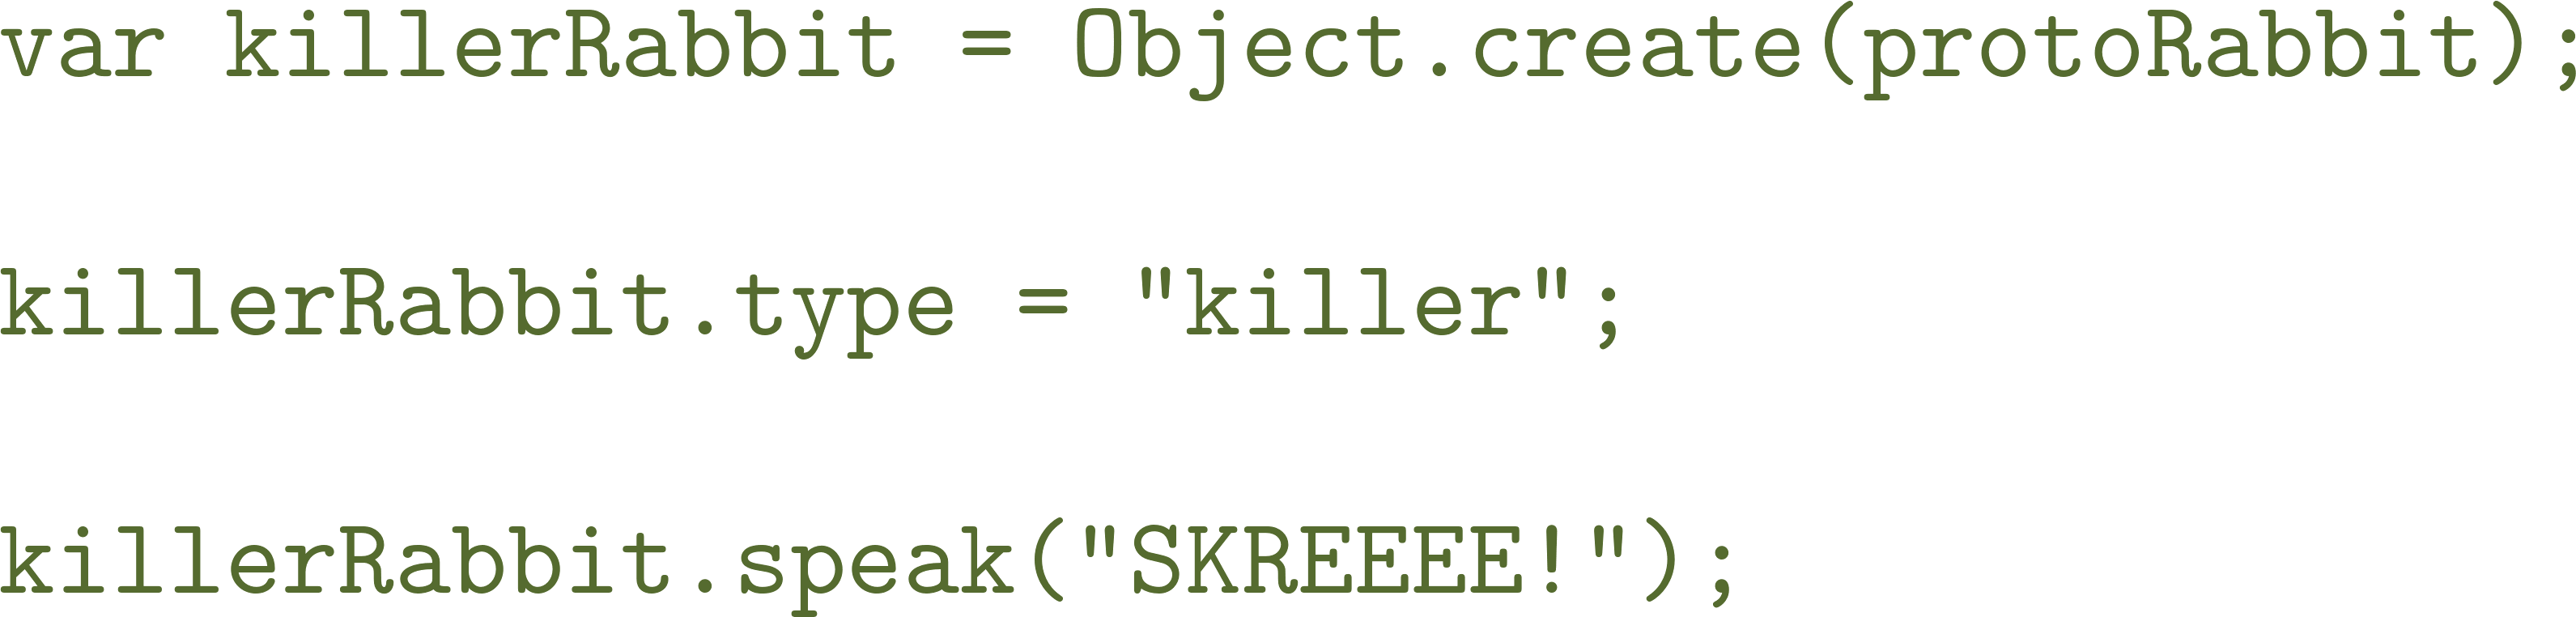 var killerRabbit = Object.create(protoRabbit);
killerRabbit.type = "killer";
killerRabbit.speak("SKREEEE!");